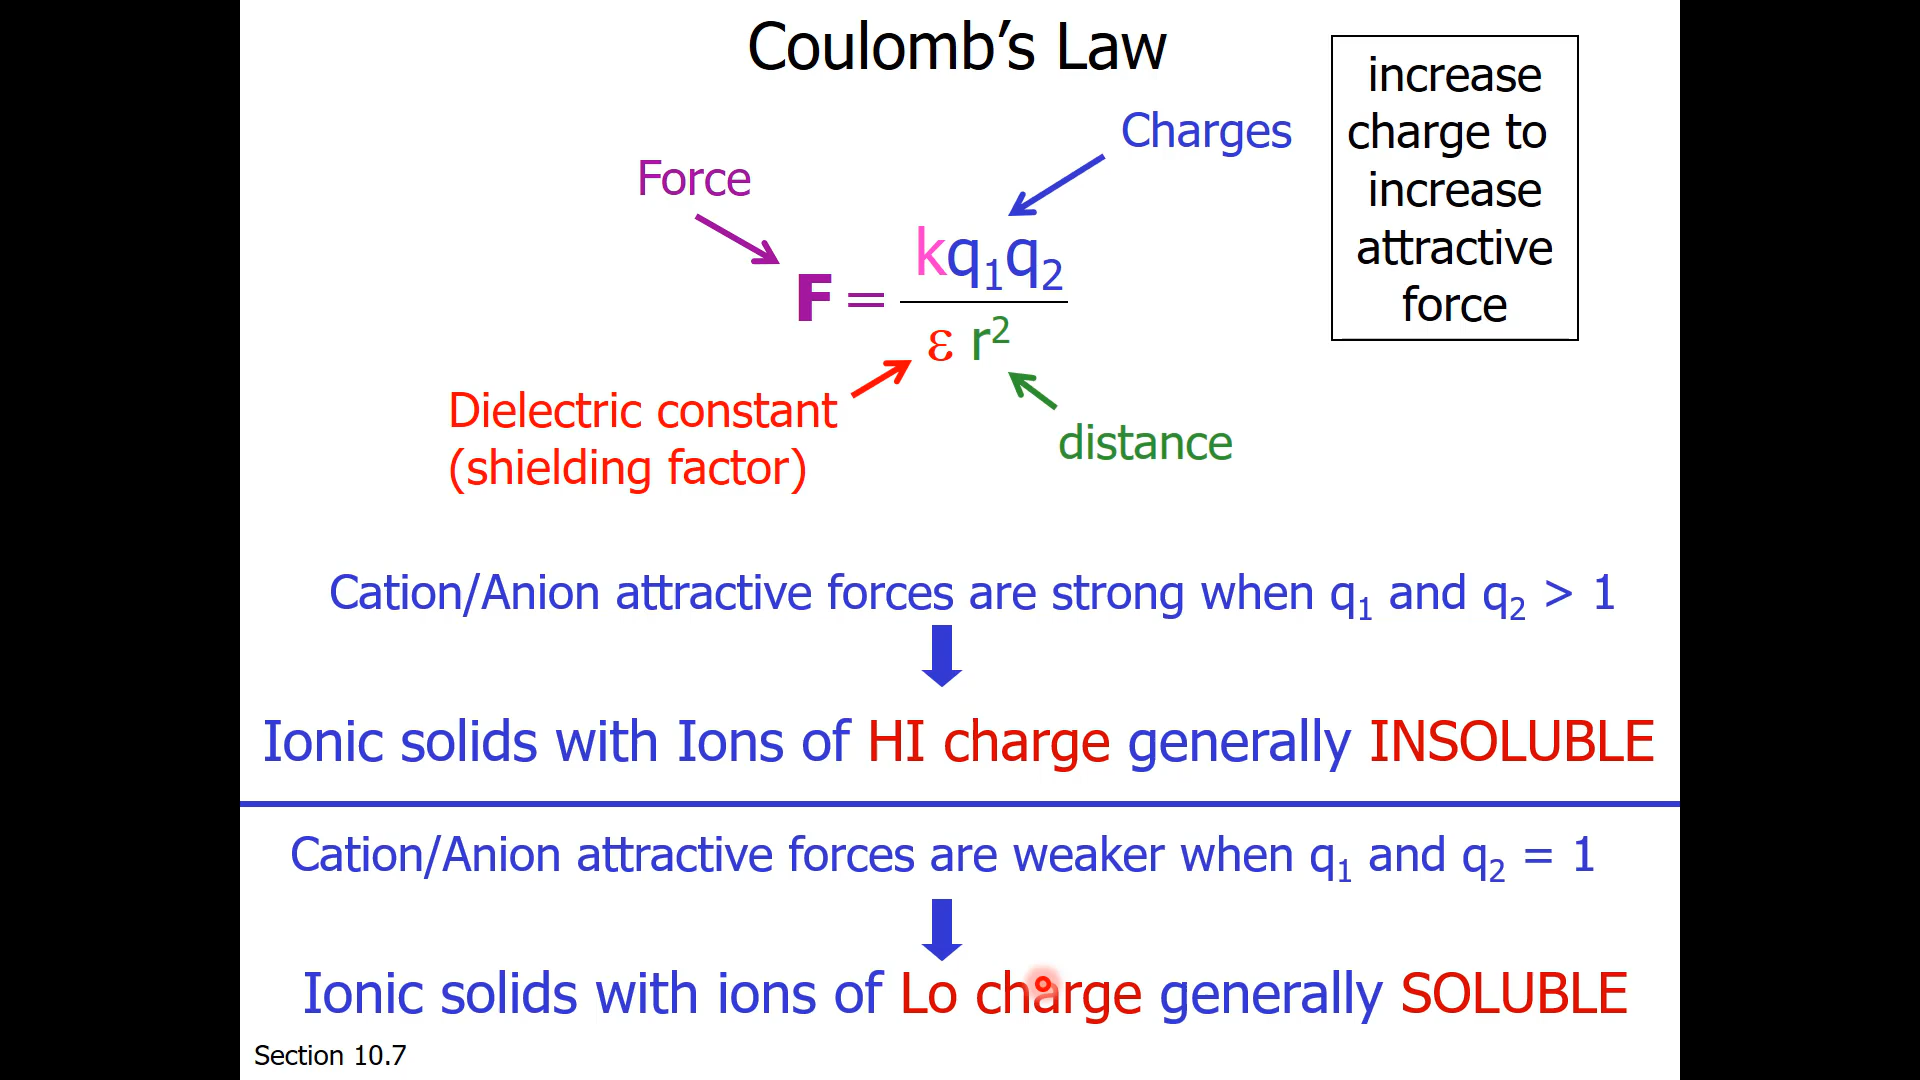 Coulomb’s Law
increase
charge to
increase
attractive
force
Charges
Force
F = kq₁q₂
ε r²
Dielectric constant
(shielding factor)
distance
Cation/Anion attractive forces are strong when q₁ and q₂ > 1
Ionic solids with Ions of HI charge generally INSOLUBLE
Cation/Anion attractive forces are weaker when q₁ and q₂ = 1
Ionic solids with ions of Lo charge generally SOLUBLE
Section 10.7